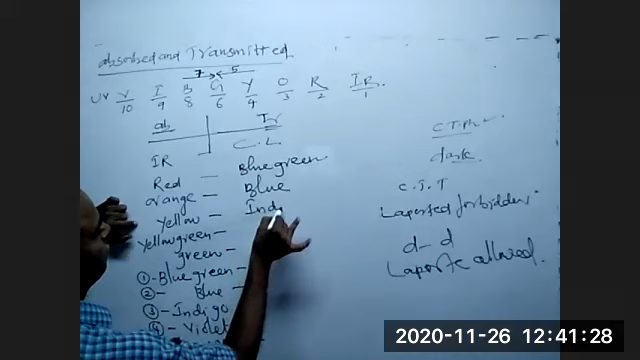 absorbed and Transmitted
7 5
UV V/10 I/9 B/8 G/6 Y/4 O/3 R/2 IR/1
ab Tr
C.L
IR
Red — Bluegreen
orange — Blue
Yellow — Indi
Yellowgreen —
green —
① - Bluegreen —
② - Blue —
③ - Indigo
④ - Violet
C.T.Ph
dark
C.T.T
Laported forbidden
d - d
Laporte allowed.
2020-11-26 12:41:28